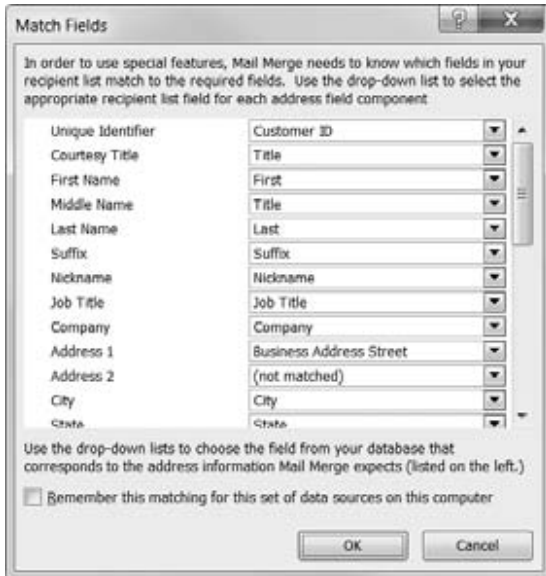 Match Fields
In order to use special features, Mail Merge needs to know which fields in your
recipient list match to the required fields. Use the drop-down list to select the
appropriate recipient list field for each address field component
Unique Identifier Customer ID
Courtesy Title Title
First Name First
Middle Name Title
Last Name Last
Suffix Suffix
Nickname Nickname
Job Title Job Title
Company Company
Address 1 Business Address Street
Address 2 (not matched)
City City
State State
Use the drop-down lists to choose the field from your database that
corresponds to the address information Mail Merge expects (listed on the left.)
Remember this matching for this set of data sources on this computer
OK Cancel